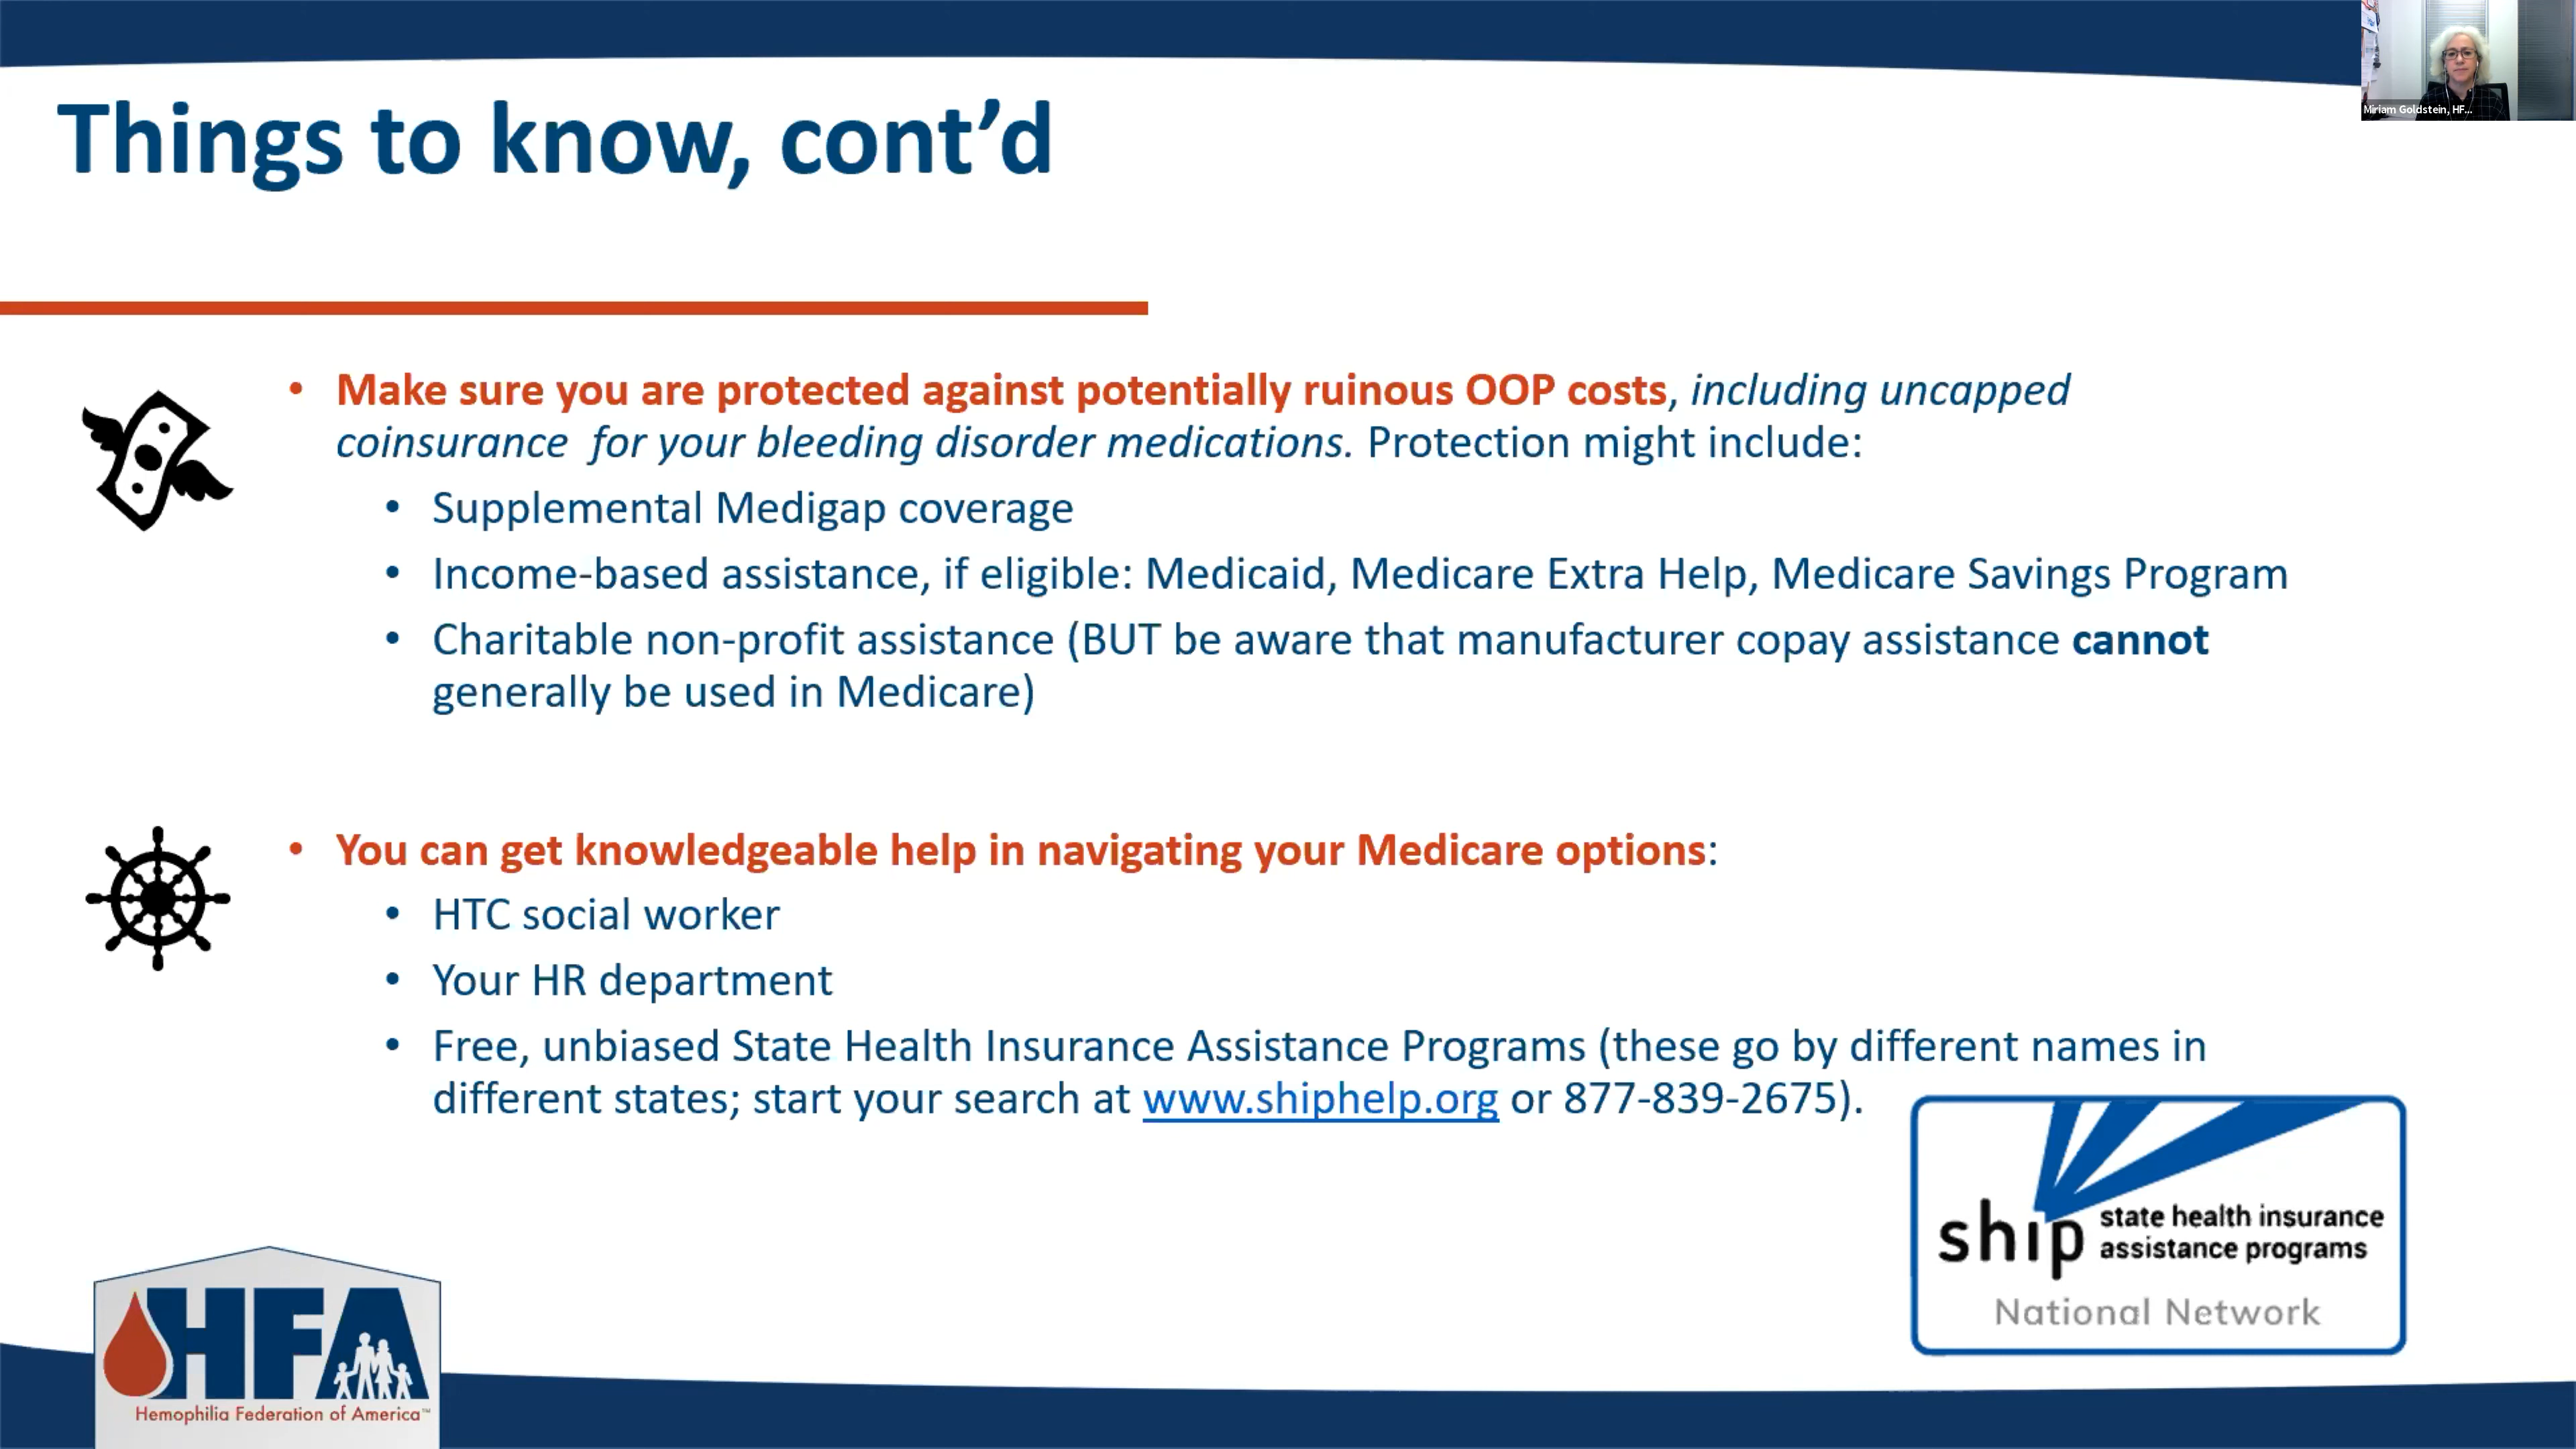 Miriam Goldstein, HF...
Things to know, cont’d
• Make sure you are protected against potentially ruinous OOP costs, including uncapped
coinsurance for your bleeding disorder medications. Protection might include:
• Supplemental Medigap coverage
• Income-based assistance, if eligible: Medicaid, Medicare Extra Help, Medicare Savings Program
• Charitable non-profit assistance (BUT be aware that manufacturer copay assistance cannot
generally be used in Medicare)
• You can get knowledgeable help in navigating your Medicare options:
• HTC social worker
• Your HR department
• Free, unbiased State Health Insurance Assistance Programs (these go by different names in
different states; start your search at www.shiphelp.org or 877-839-2675).
ship state health insurance
assistance programs
National Network
HFA
Hemophilia Federation of America™